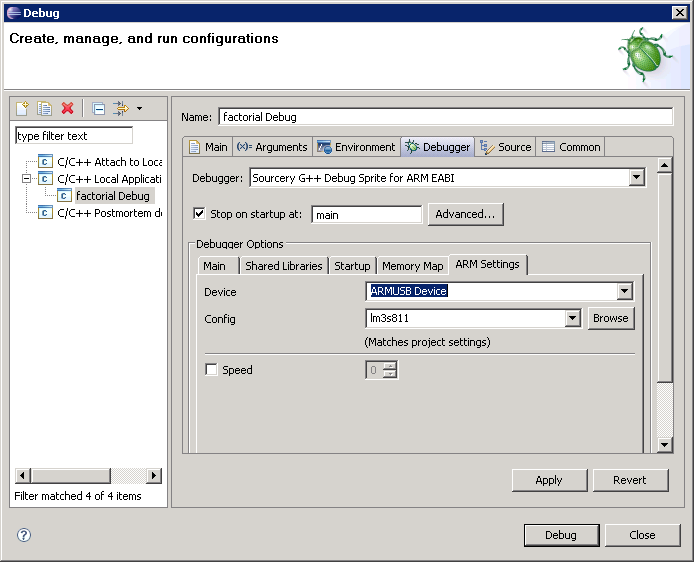 Debug
Create, manage, and run configurations
type filter text
C/C++ Attach to Loca
C/C++ Local Applicati
factorial Debug
C/C++ Postmortem de
Filter matched 4 of 4 items
Name: factorial Debug
Main (x)= Arguments Environment Debugger Source Common
Debugger: Sourcery G++ Debug Sprite for ARM EABI
Stop on startup at: main Advanced...
Debugger Options
Main Shared Libraries Startup Memory Map ARM Settings
Device ARMUSB Device
Config lm3s811 Browse
(Matches project settings)
Speed 0
Apply Revert
Debug Close